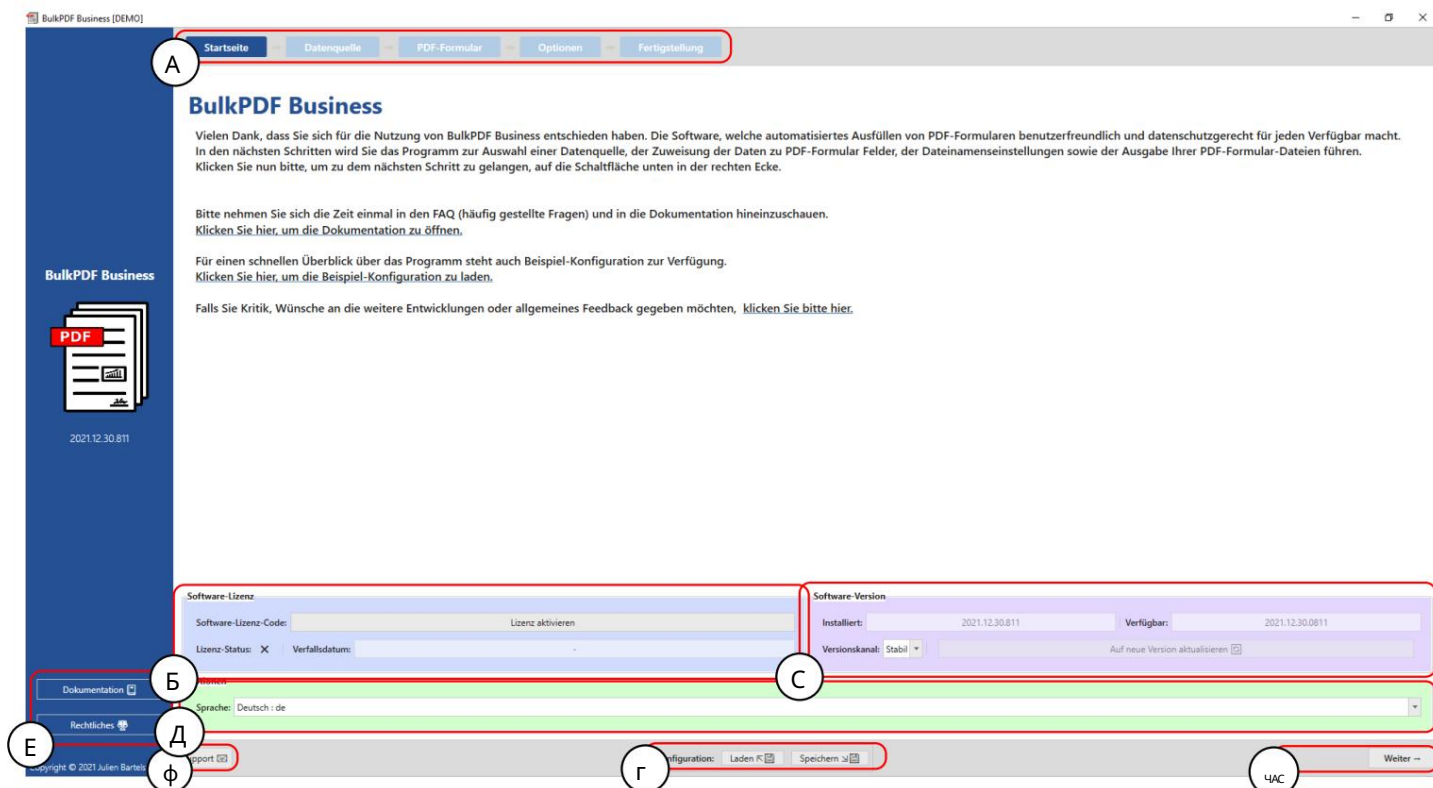 BulkPDF Business [DEMO]
Startseite Datenquelle PDF-Formular Optionen Fertigstellung
А
BulkPDF Business
Vielen Dank, dass Sie sich für die Nutzung von BulkPDF Business entschieden haben. Die Software, welche automatisiertes Ausfüllen von PDF-Formularen benutzerfreundlich und datenschutzgerecht für jeden Verfügbar macht.
In den nächsten Schritten wird Sie das Programm zur Auswahl einer Datenquelle, der Zuweisung der Daten zu PDF-Formular Felder, der Dateinamenseinstellungen sowie der Ausgabe Ihrer PDF-Formular-Dateien führen.
Klicken Sie nun bitte, um zu dem nächsten Schritt zu gelangen, auf die Schaltfläche unten in der rechten Ecke.
Bitte nehmen Sie sich die Zeit einmal in den FAQ (häufig gestellte Fragen) und in die Dokumentation hineinzuschauen.
Klicken Sie hier, um die Dokumentation zu öffnen.
Für einen schnellen Überblick über das Programm steht auch Beispiel-Konfiguration zur Verfügung.
Klicken Sie hier, um die Beispiel-Konfiguration zu laden.
Falls Sie Kritik, Wünsche an die weitere Entwicklungen oder allgemeines Feedback gegeben möchten, klicken Sie bitte hier.
BulkPDF Business
PDF
2021.12.30.811
Software-Lizenz
Software-Lizenz-Code: Lizenz aktivieren
Lizenz-Status: Verfallsdatum: -
Б
Software-Version
Installiert: 2021.12.30.811 Verfügbar: 2021.12.30.0811
Versionskanal: Stabil Auf neue Version aktualisieren
С
Sprache: Deutsch : de
Д
Dokumentation
Rechtliches
Е
Copyright © 2021 Julien Bartels
ф
pport
г
nfiguration: Laden Speichern
час
Weiter